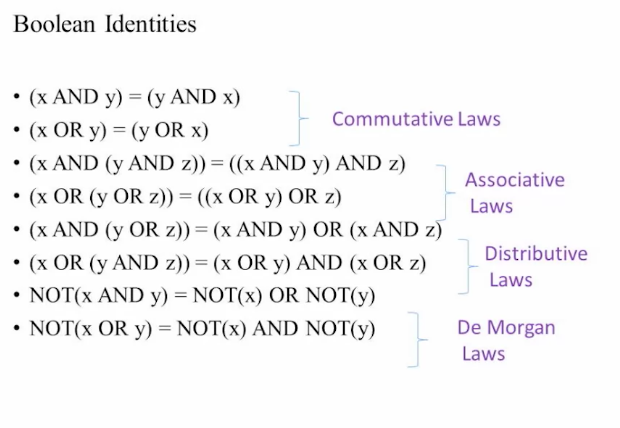 Boolean Identities
• (x AND y) = (y AND x)
• (x OR y) = (y OR x)
Commutative Laws
• (x AND (y AND z)) = ((x AND y) AND z)
• (x OR (y OR z)) = ((x OR y) OR z)
Associative
Laws
• (x AND (y OR z)) = (x AND y) OR (x AND z)
• (x OR (y AND z)) = (x OR y) AND (x OR z)
Distributive
Laws
• NOT(x AND y) = NOT(x) OR NOT(y)
• NOT(x OR y) = NOT(x) AND NOT(y)
De Morgan
Laws